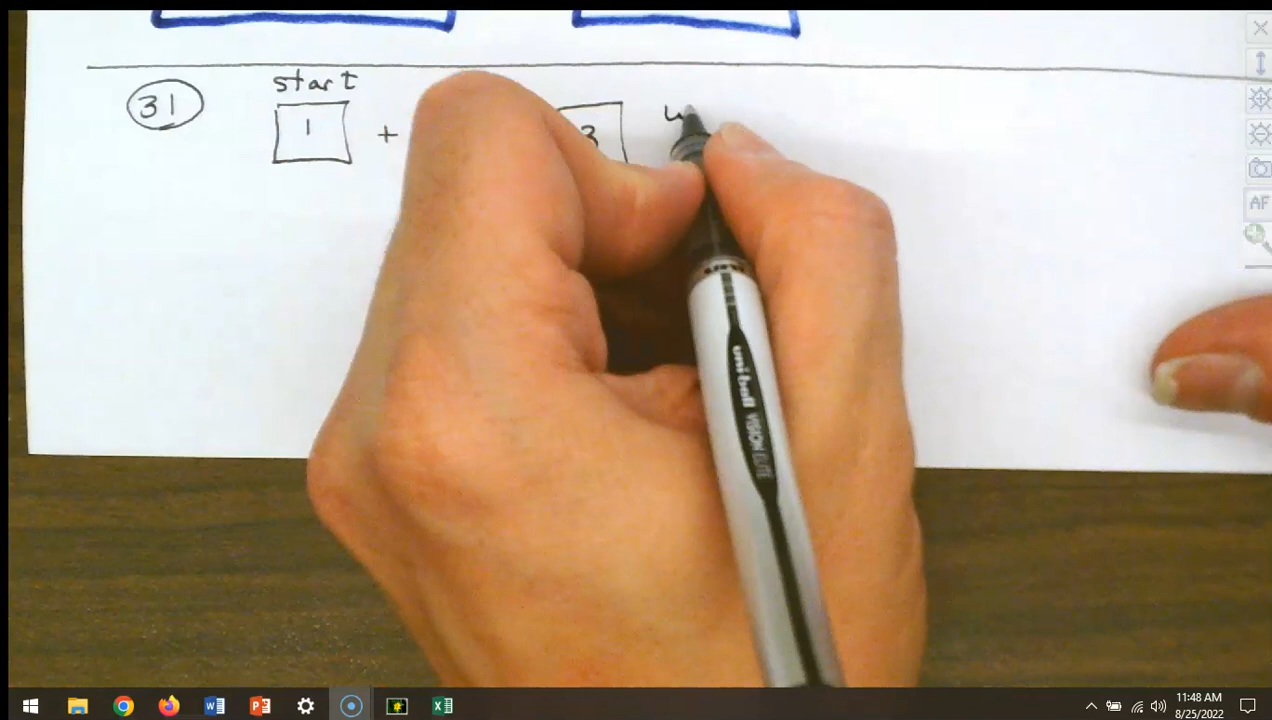 start
31 1 + 3
uni-ball VISION ELITE
AF
11:48 AM
8/25/2022